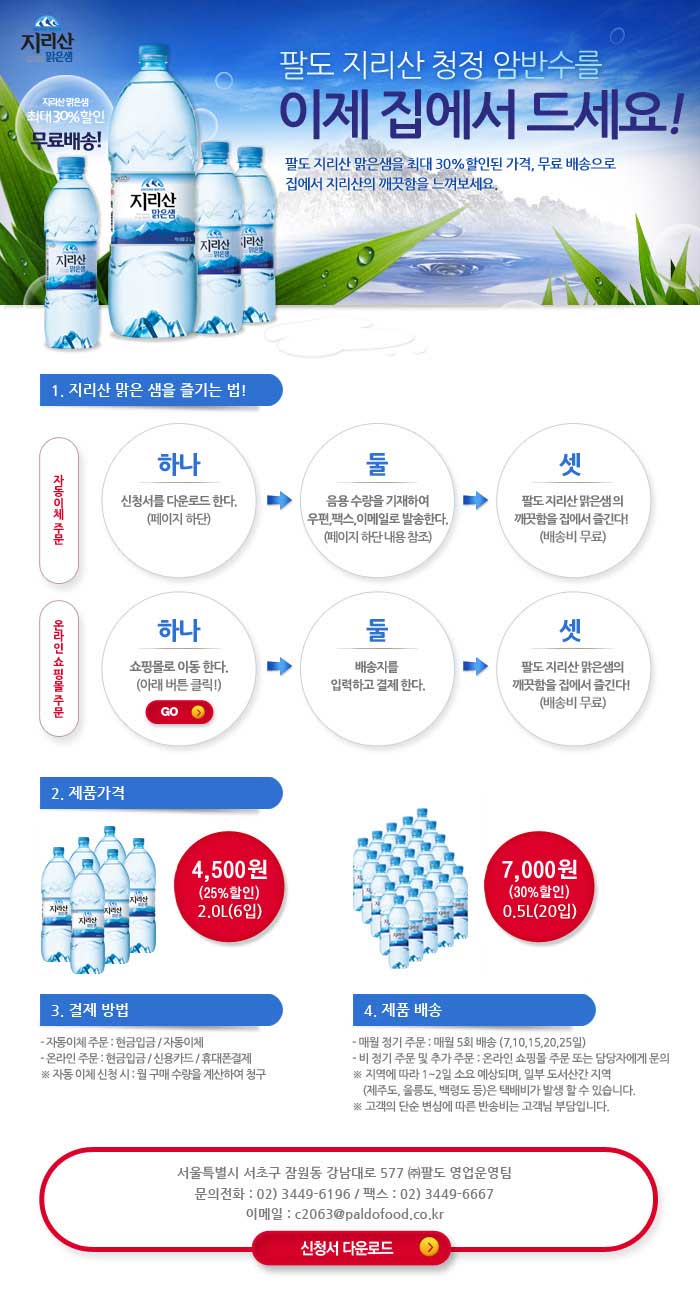 지리산
맑은샘
팔도 지리산 청정 암반수를
이제 집에서 드세요!
지리산 맑은샘
최대 30% 할인
무료배송!
팔도 지리산 맑은샘을 최대 30% 할인된 가격, 무료 배송으로
집에서 지리산의 깨끗함을 느껴보세요.
지리산
맑은샘
지리산
맑은샘
지리산
맑은샘
지리산
맑은샘
1. 지리산 맑은 샘을 즐기는 법!
자동이체 주문
하나
신청서를 다운로드 한다.
(페이지 하단)
둘
음용 수량을 기재하여
우편,팩스,이메일로 발송한다.
(페이지 하단 내용 참조)
셋
팔도 지리산 맑은샘 의
깨끗함을 집에서 즐긴다!
(배송비 무료)
온라인 쇼핑몰 주문
하나
쇼핑몰로 이동 한다.
(아래 버튼 클릭!)
GO
둘
배송지를
입력하고 결제 한다.
셋
팔도 지리산 맑은샘의
깨끗함을 집에서 즐긴다!
(배송비 무료)
2. 제품가격
4,500원
(25%할인)
2.0L(6입)
7,000원
(30%할인)
0.5L(20입)
3. 결제 방법
- 자동이체 주문 : 현금입금 / 자동이체
- 온라인 주문 : 현금입금 / 신용카드 / 휴대폰결제
※ 자동 이체 신청 시 : 월 구매 수량을 계산하여 청구
4. 제품 배송
- 매월 정기 주문 : 매월 5회 배송 (7,10,15,20,25일)
- 비 정기 주문 및 추가 주문 : 온라인 쇼핑몰 주문 또는 담당자에게 문의
※ 지역에 따라 1~2일 소요 예상되며, 일부 도서산간 지역
(제주도, 울릉도, 백령도 등)은 택배비가 발생 할 수 있습니다.
※ 고객의 단순 변심에 따른 반송비는 고객님 부담입니다.
서울특별시 서초구 잠원동 강남대로 577 ㈜팔도 영업운영팀
문의전화 : 02) 3449-6196 / 팩스 : 02) 3449-6667
이메일 : c2063@paldofood.co.kr
신청서 다운로드